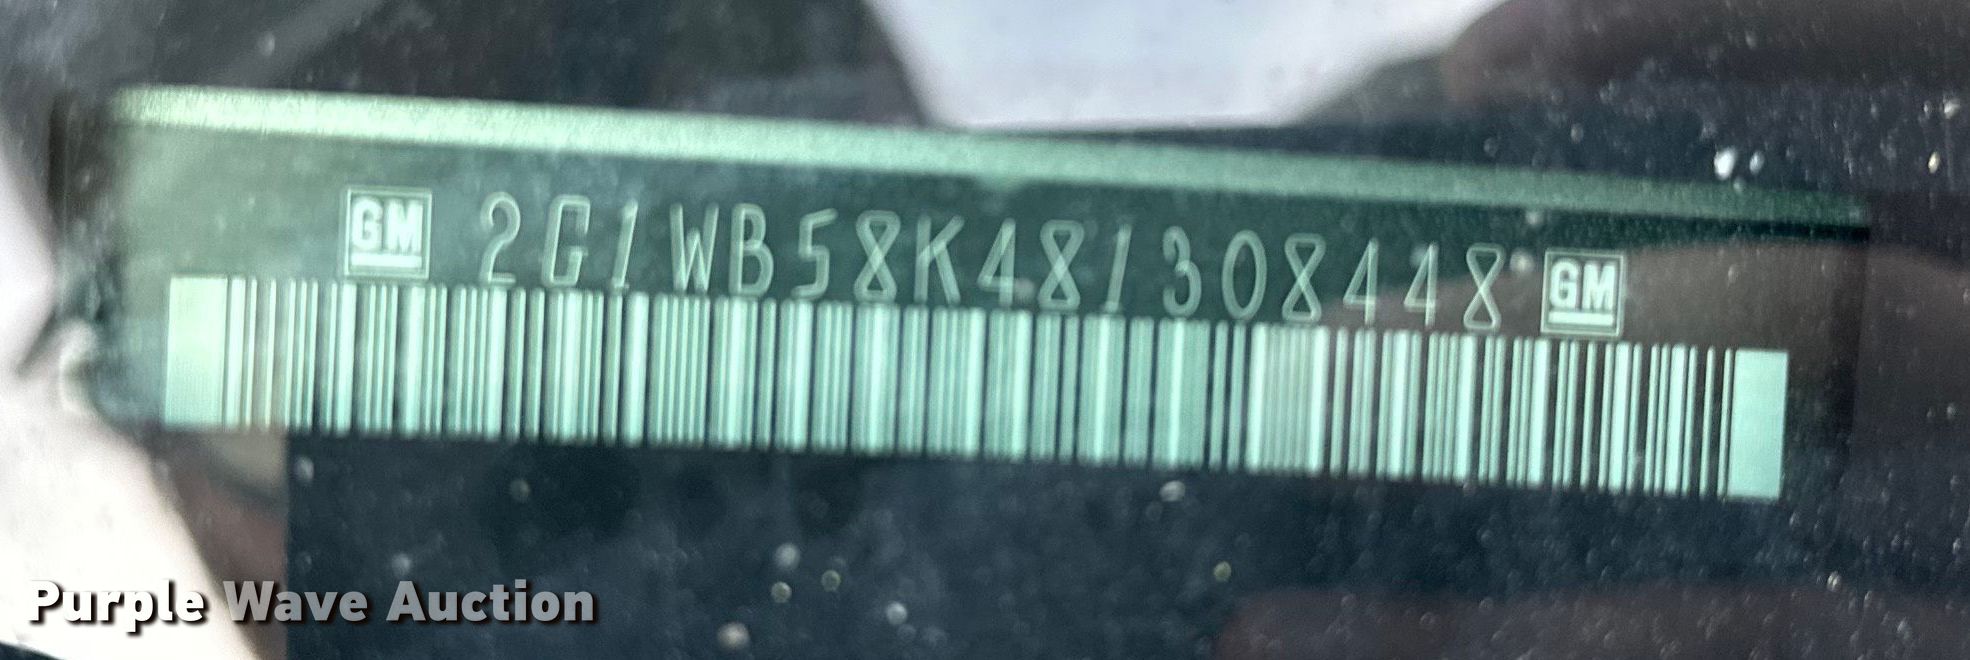 GM 2G1WB58K481308448 GM
Purple Wave Auction